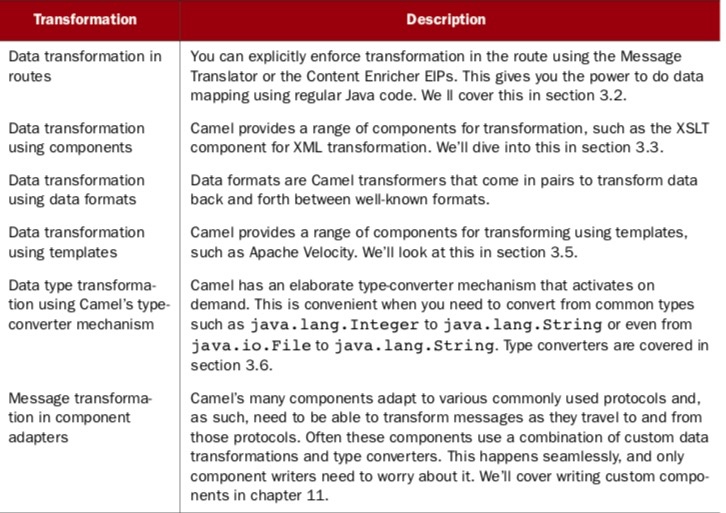 Transformation Description
Data transformation in
routes
You can explicitly enforce transformation in the route using the Message
Translator or the Content Enricher EIPs. This gives you the power to do data
mapping using regular Java code. We ll cover this in section 3.2.
Data transformation
using components
Camel provides a range of components for transformation, such as the XSLT
component for XML transformation. We'll dive into this in section 3.3.
Data transformation
using data formats
Data formats are Camel transformers that come in pairs to transform data
back and forth between well-known formats.
Data transformation
using templates
Camel provides a range of components for transforming using templates,
such as Apache Velocity. We'll look at this in section 3.5.
Data type transforma-
tion using Camel's type-
converter mechanism
Camel has an elaborate type-converter mechanism that activates on
demand. This is convenient when you need to convert from common types
such as java.lang.Integer to java.lang.String or even from
java.io.File to java.lang.String. Type converters are covered in
section 3.6.
Message transforma-
tion in component
adapters
Camel's many components adapt to various commonly used protocols and,
as such, need to be able to transform messages as they travel to and from
those protocols. Often these components use a combination of custom data
transformations and type converters. This happens seamlessly, and only
component writers need to worry about it. We'll cover writing custom compo-
nents in chapter 11.